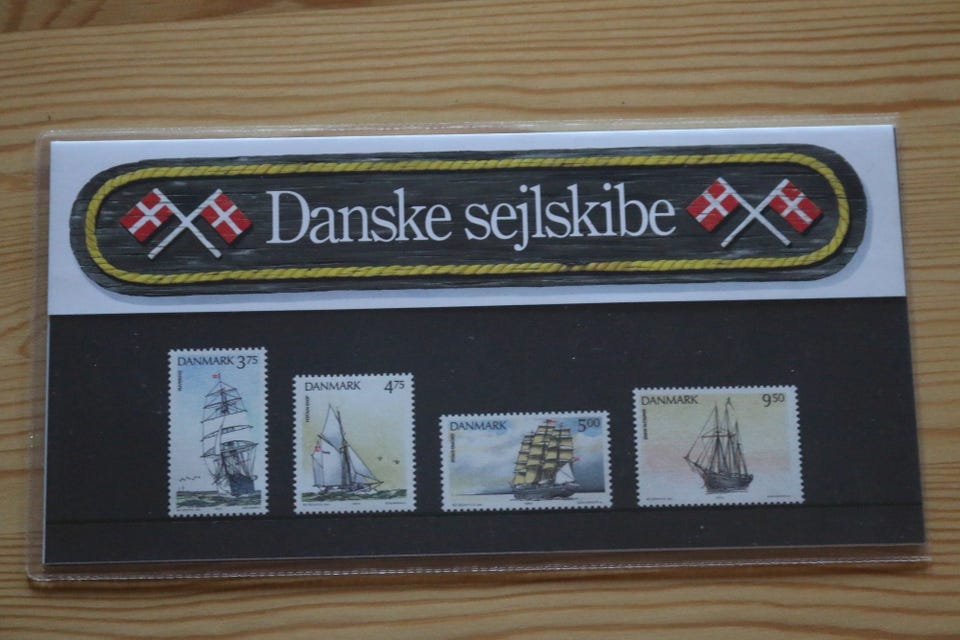 Danske sejlskibe
DANMARK 3.75
DANMARK 4.75
DANMARK 5.00
DANMARK 9.50